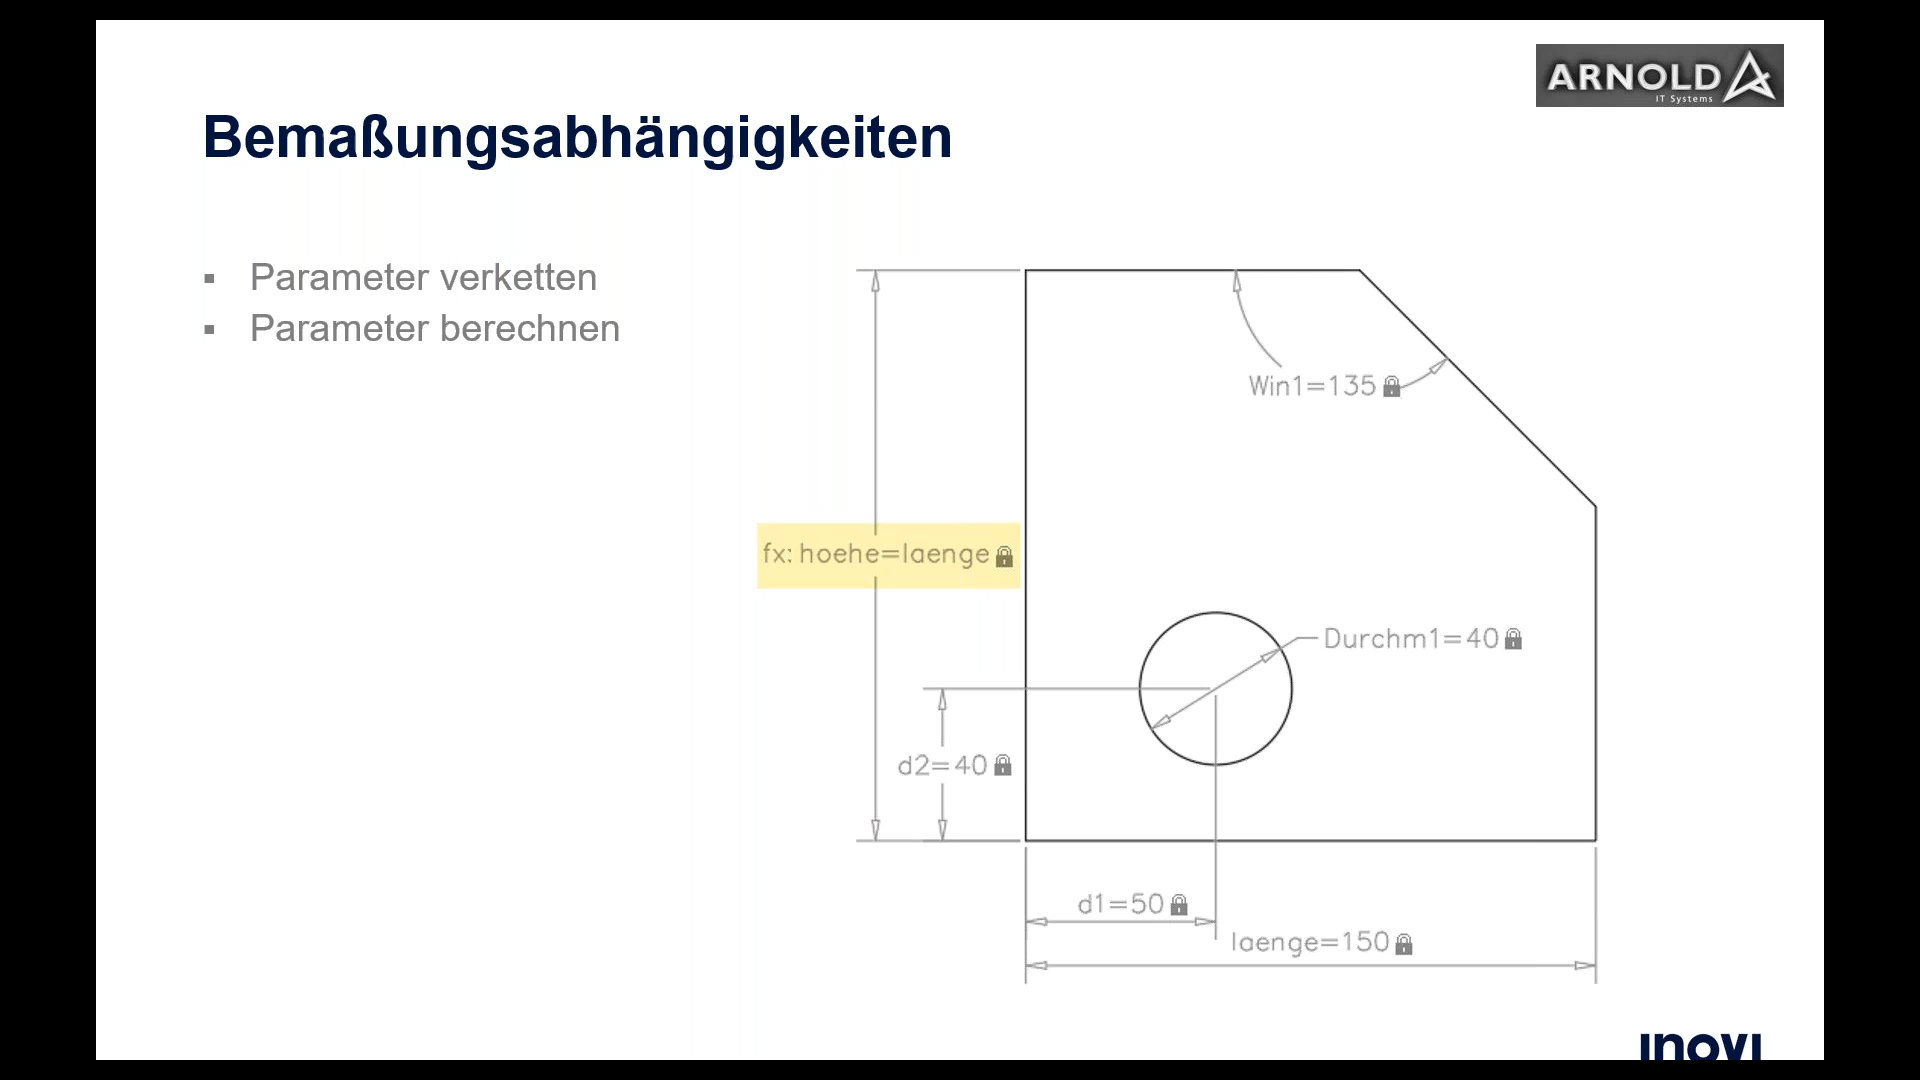 ARNOLD
IT Systems
Bemaßungsabhängigkeiten
▪ Parameter verketten
▪ Parameter berechnen
Win1=135
fx: hoehe=laenge
Durchm1=40
d2=40
d1=50
laenge=150
inovi